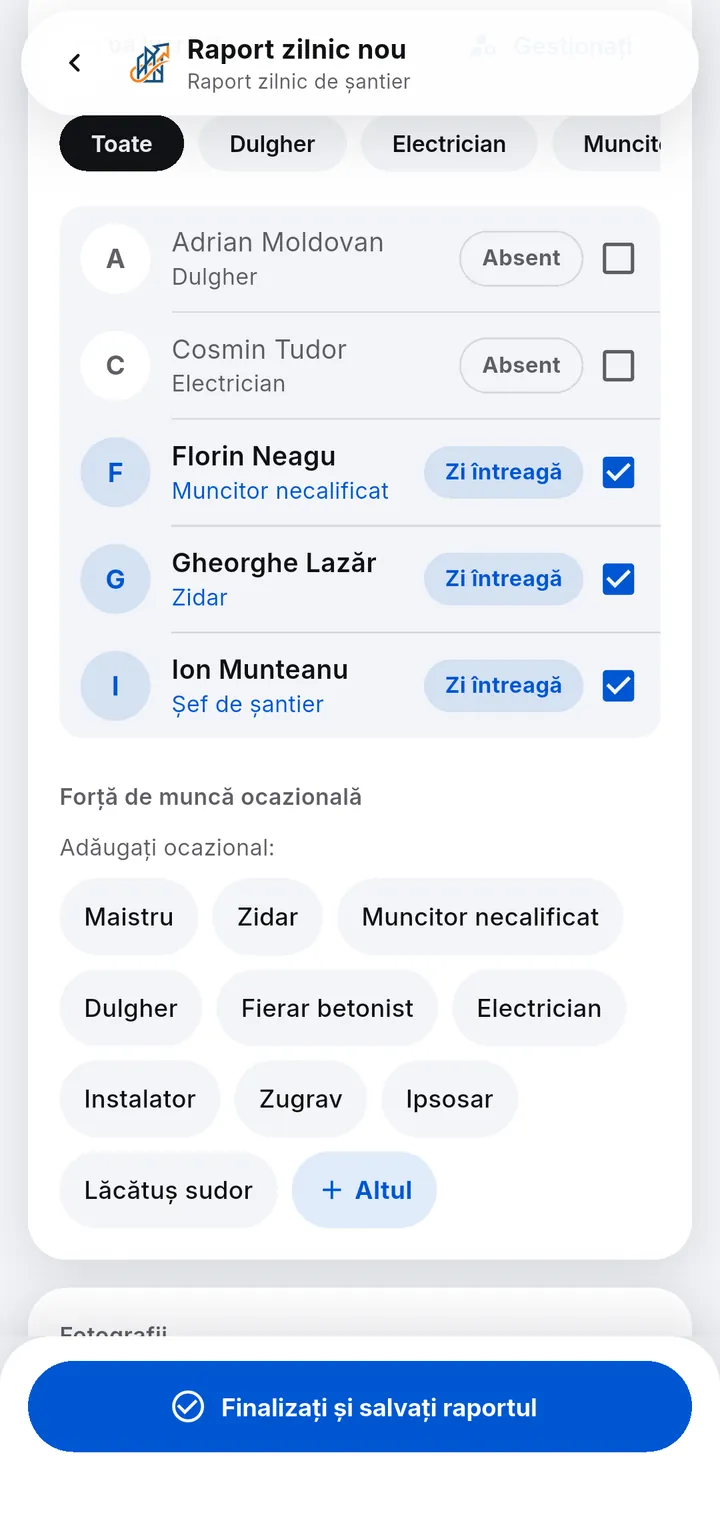 Raport zilnic nou
Raport zilnic de șantier
Gestionați
Toate
Dulgher
Electrician
A
Adrian Moldovan
Dulgher
Absent
C
Cosmin Tudor
Electrician
Absent
F
Florin Neagu
Muncitor necalificat
Zi întreagă
G
Gheorghe Lazăr
Zidar
Zi întreagă
I
Ion Munteanu
Șef de șantier
Zi întreagă
Forță de muncă ocazională
Adăugați ocazional:
Maistru
Zidar
Muncitor necalificat
Dulgher
Fierar betonist
Electrician
Instalator
Zugrav
Ipsosar
Lăcătuș sudor
+ Altul
Fotografii
Finalizați și salvați raportul